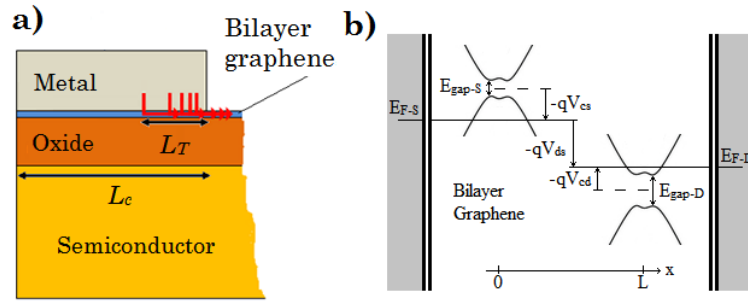 a)
Bilayer
graphene
Metal
Oxide
L_T
L_c
Semiconductor
b)
E_gap-S
-qV_cs
E_F-S
-qV_ds
-qV_cd
E_F-D
E_gap-D
Bilayer
Graphene
0
L
x